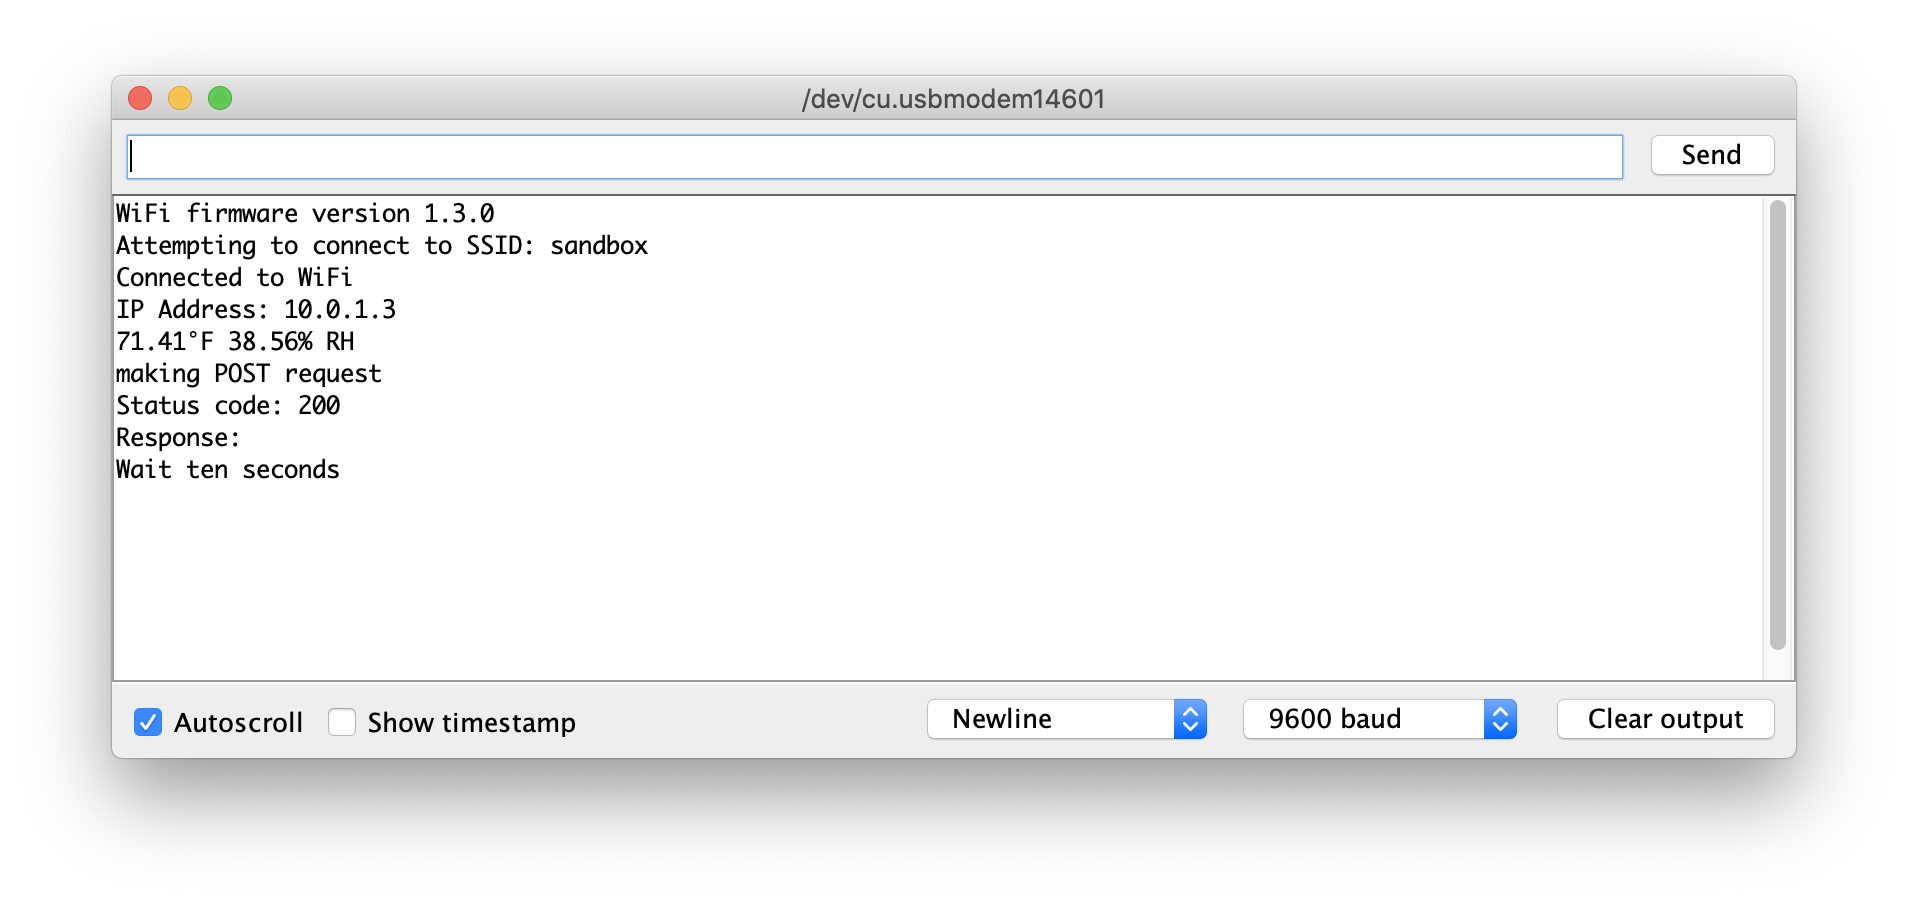 /dev/cu.usbmodem14601
Send
WiFi firmware version 1.3.0
Attempting to connect to SSID: sandbox
Connected to WiFi
IP Address: 10.0.1.3
71.41°F 38.56% RH
making POST request
Status code: 200
Response:
Wait ten seconds
Autoscroll Show timestamp Newline 9600 baud Clear output